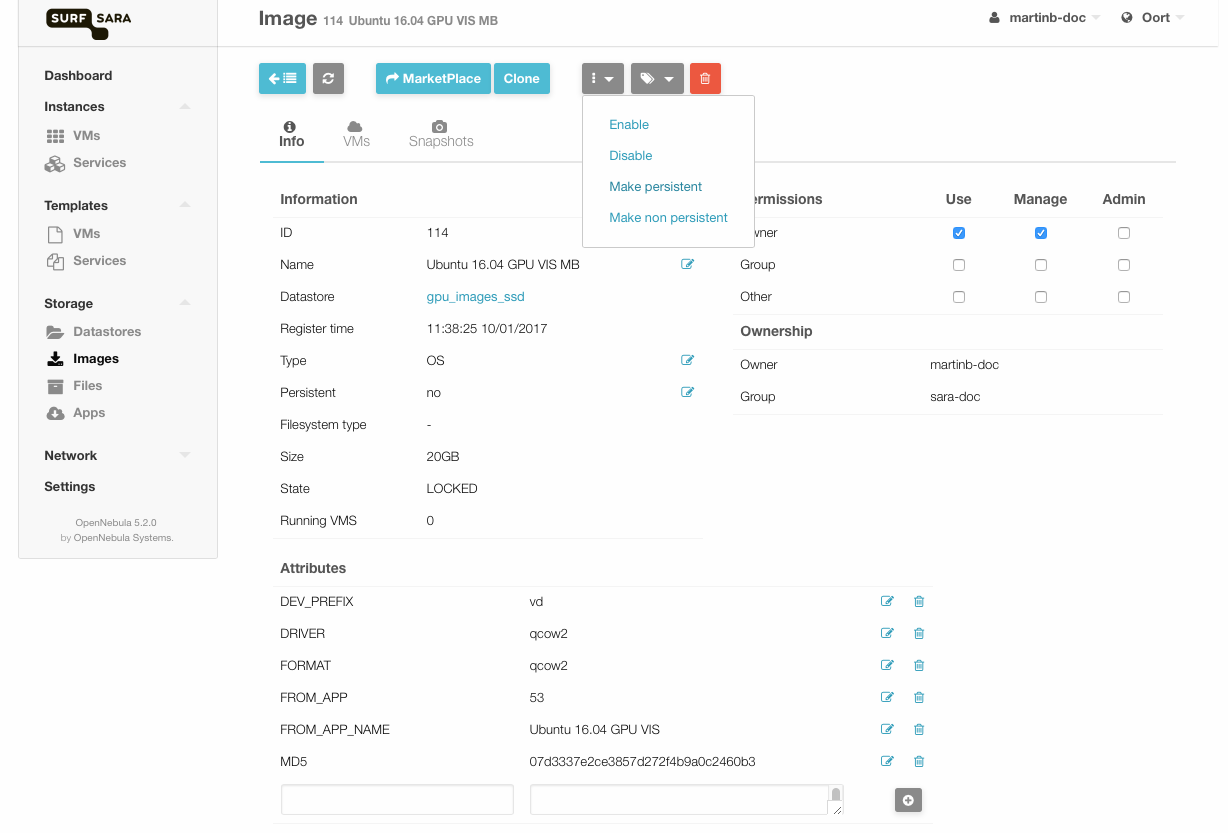 SURF SARA
Image 114 Ubuntu 16.04 GPU VIS MB
martinb-doc
Oort
Dashboard
Instances
VMs
Services
Templates
VMs
Services
Storage
Datastores
Images
Files
Apps
Network
Settings
OpenNebula 5.2.0
by OpenNebula Systems.
MarketPlace
Clone
Info
VMs
Snapshots
Enable
Disable
Make persistent
Make non persistent
Information
ID 114
Name Ubuntu 16.04 GPU VIS MB
Datastore gpu_images_ssd
Register time 11:38:25 10/01/2017
Type OS
Persistent no
Filesystem type -
Size 20GB
State LOCKED
Running VMS 0
ermissions Use Manage Admin
wner
Group
Other
Ownership
Owner martinb-doc
Group sara-doc
Attributes
DEV_PREFIX vd
DRIVER qcow2
FORMAT qcow2
FROM_APP 53
FROM_APP_NAME Ubuntu 16.04 GPU VIS
MD5 07d3337e2ce3857d272f4b9a0c2460b3